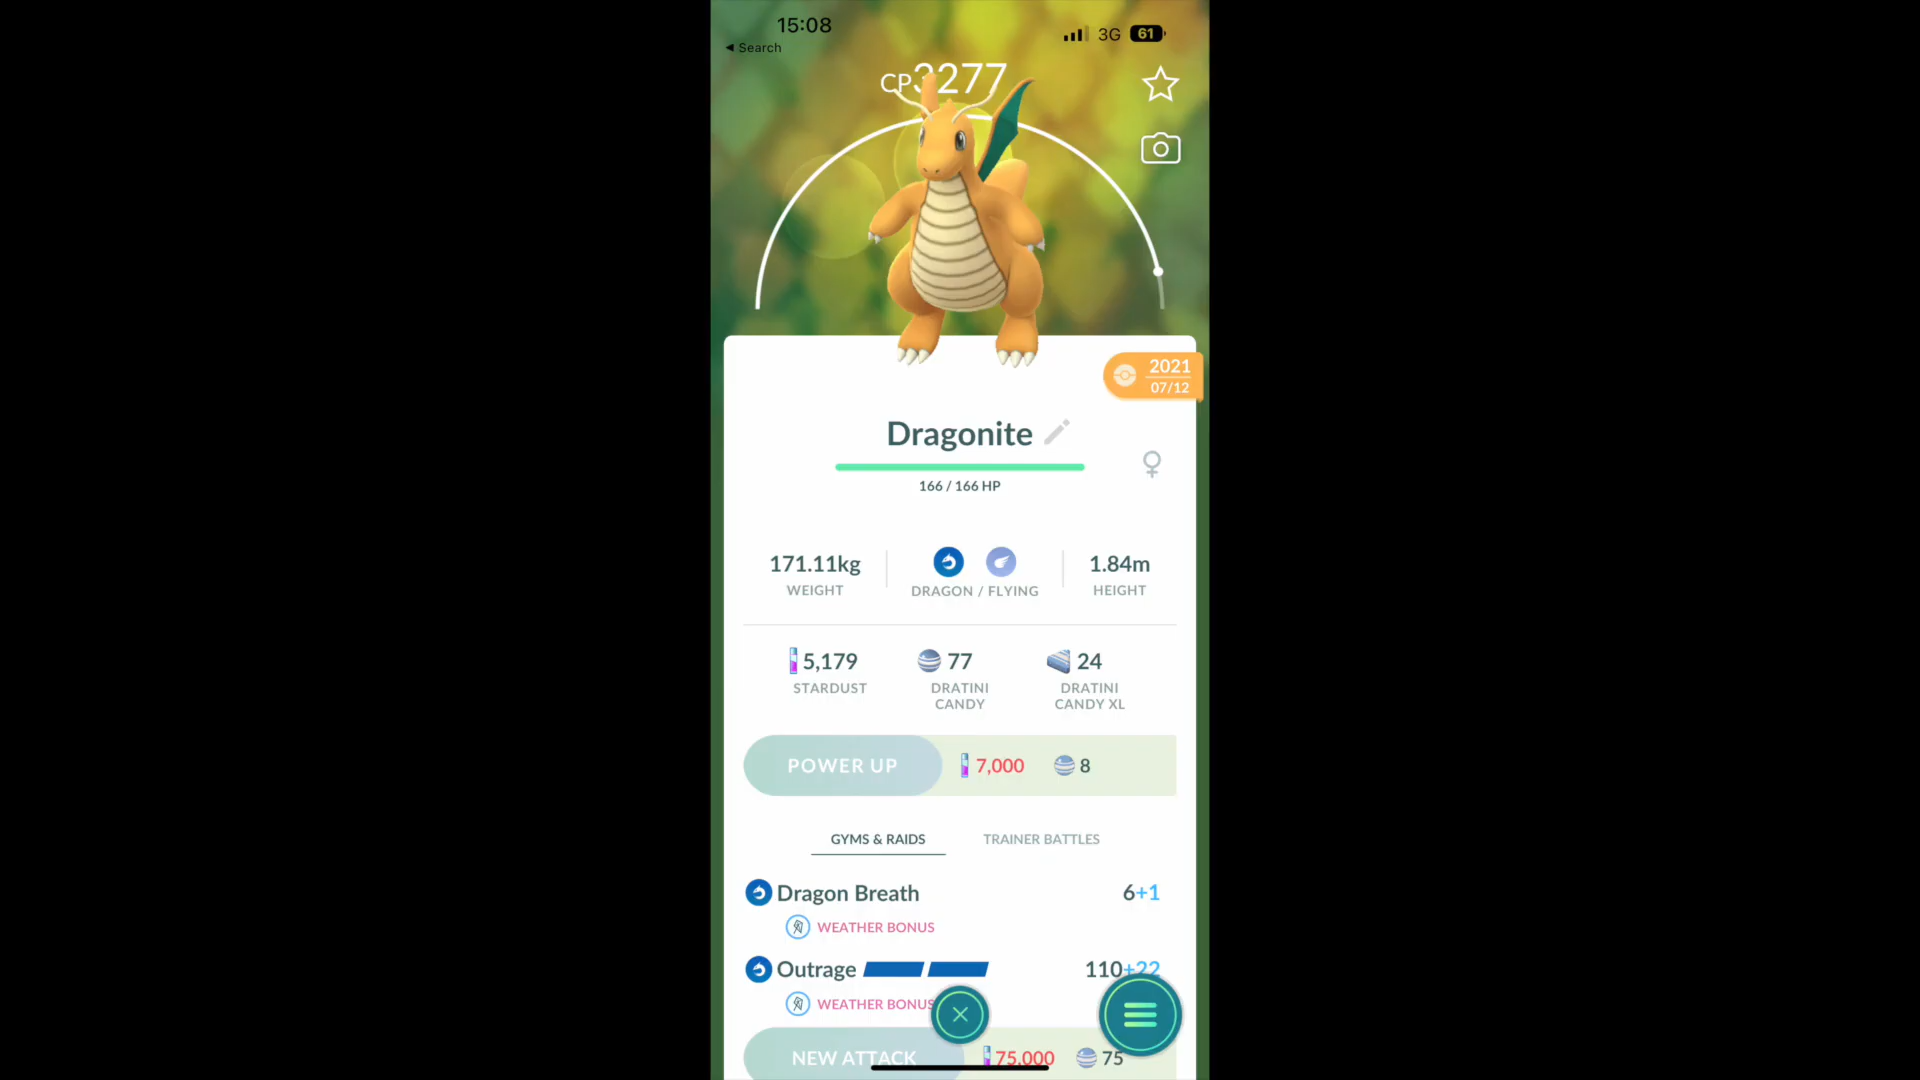 15:08
3G 61
◀ Search
CP3277
2021
07/12
Dragonite
166 / 166 HP
171.11kg
WEIGHT
DRAGON / FLYING
1.84m
HEIGHT
5,179
STARDUST
77
DRATINI
CANDY
24
DRATINI
CANDY XL
POWER UP 7,000 8
GYMS & RAIDS TRAINER BATTLES
Dragon Breath 6+1
WEATHER BONUS
Outrage 110+22
WEATHER BONUS
NEW ATTACK 75,000 75